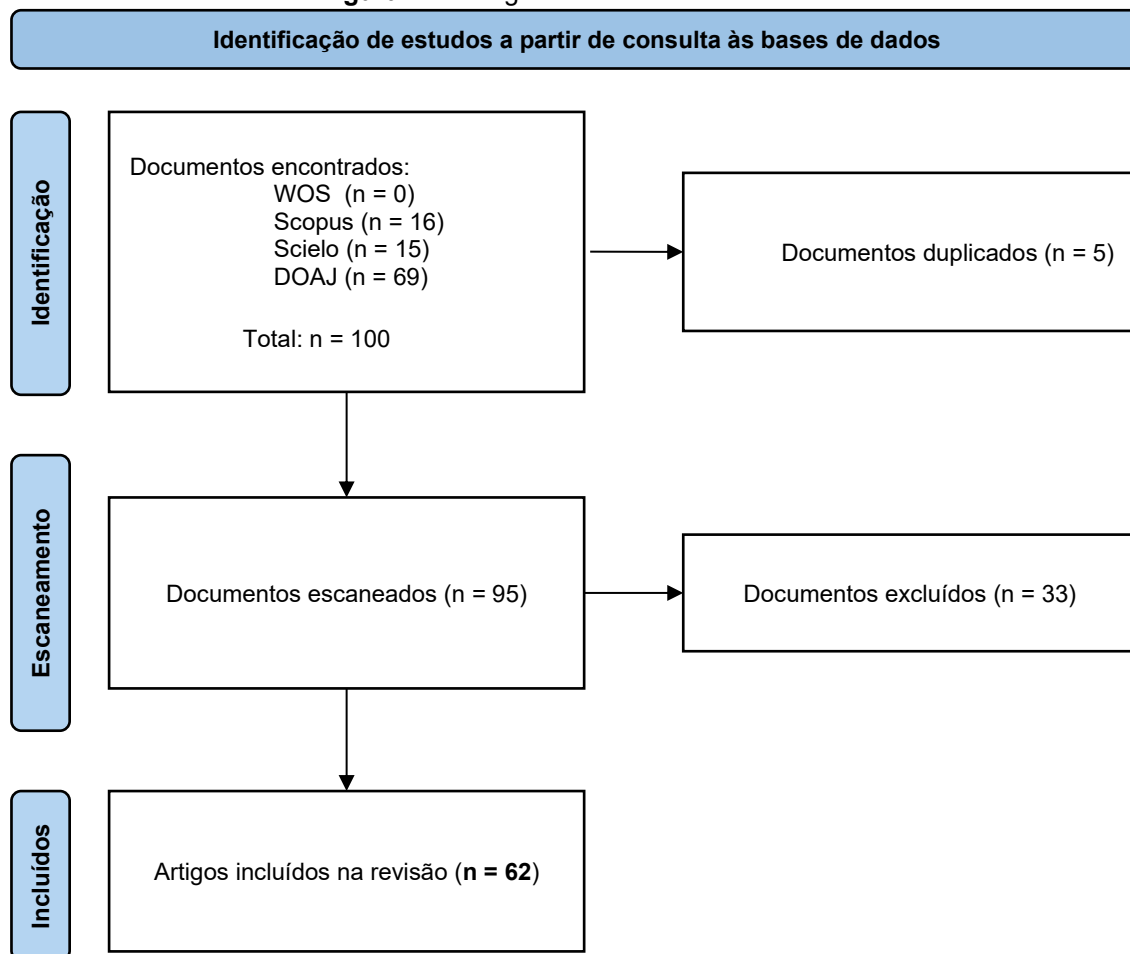 Identificação de estudos a partir de consulta às bases de dados
Identificação
Documentos encontrados:
WOS (n = 0)
Scopus (n = 16)
Scielo (n = 15)
DOAJ (n = 69)
Total: n = 100
Documentos duplicados (n = 5)
Escaneamento
Documentos escaneados (n = 95)
Documentos excluídos (n = 33)
Incluídos
Artigos incluídos na revisão (n = 62)